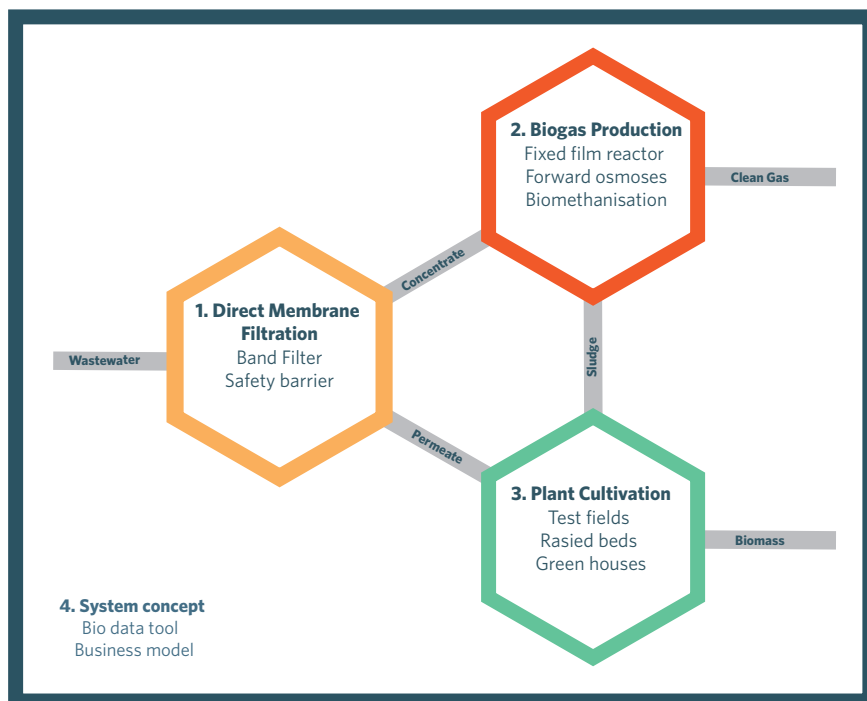 2. Biogas Production
Fixed film reactor
Forward osmoses
Biomethanisation
Clean Gas
Concentrate
1. Direct Membrane
Filtration
Band Filter
Safety barrier
Wastewater
Sludge
Permeate
3. Plant Cultivation
Test fields
Rasied beds
Green houses
Biomass
4. System concept
Bio data tool
Business model